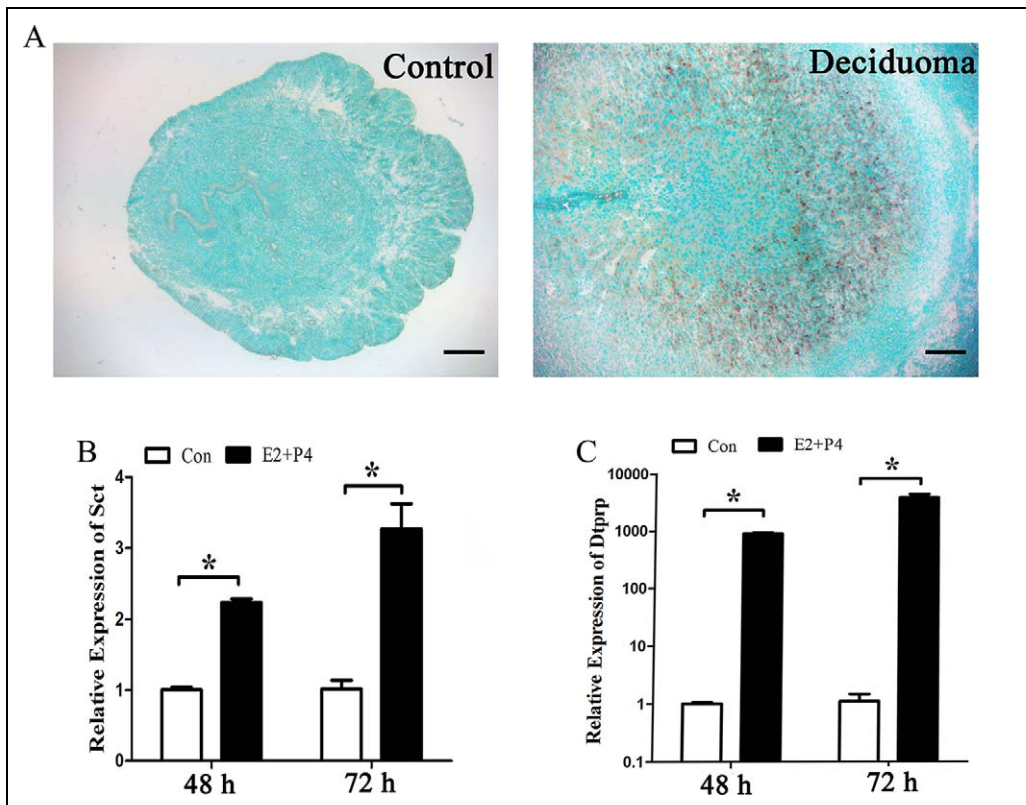 A
Control
Deciduoma
B
Con E2+P4
Relative Expression of Sct
4
3
2
1
0
*
*
48 h
72 h
C
Con E2+P4
Relative Expression of Dtprp
10000
1000
100
10
1
0.1
*
*
48 h
72 h